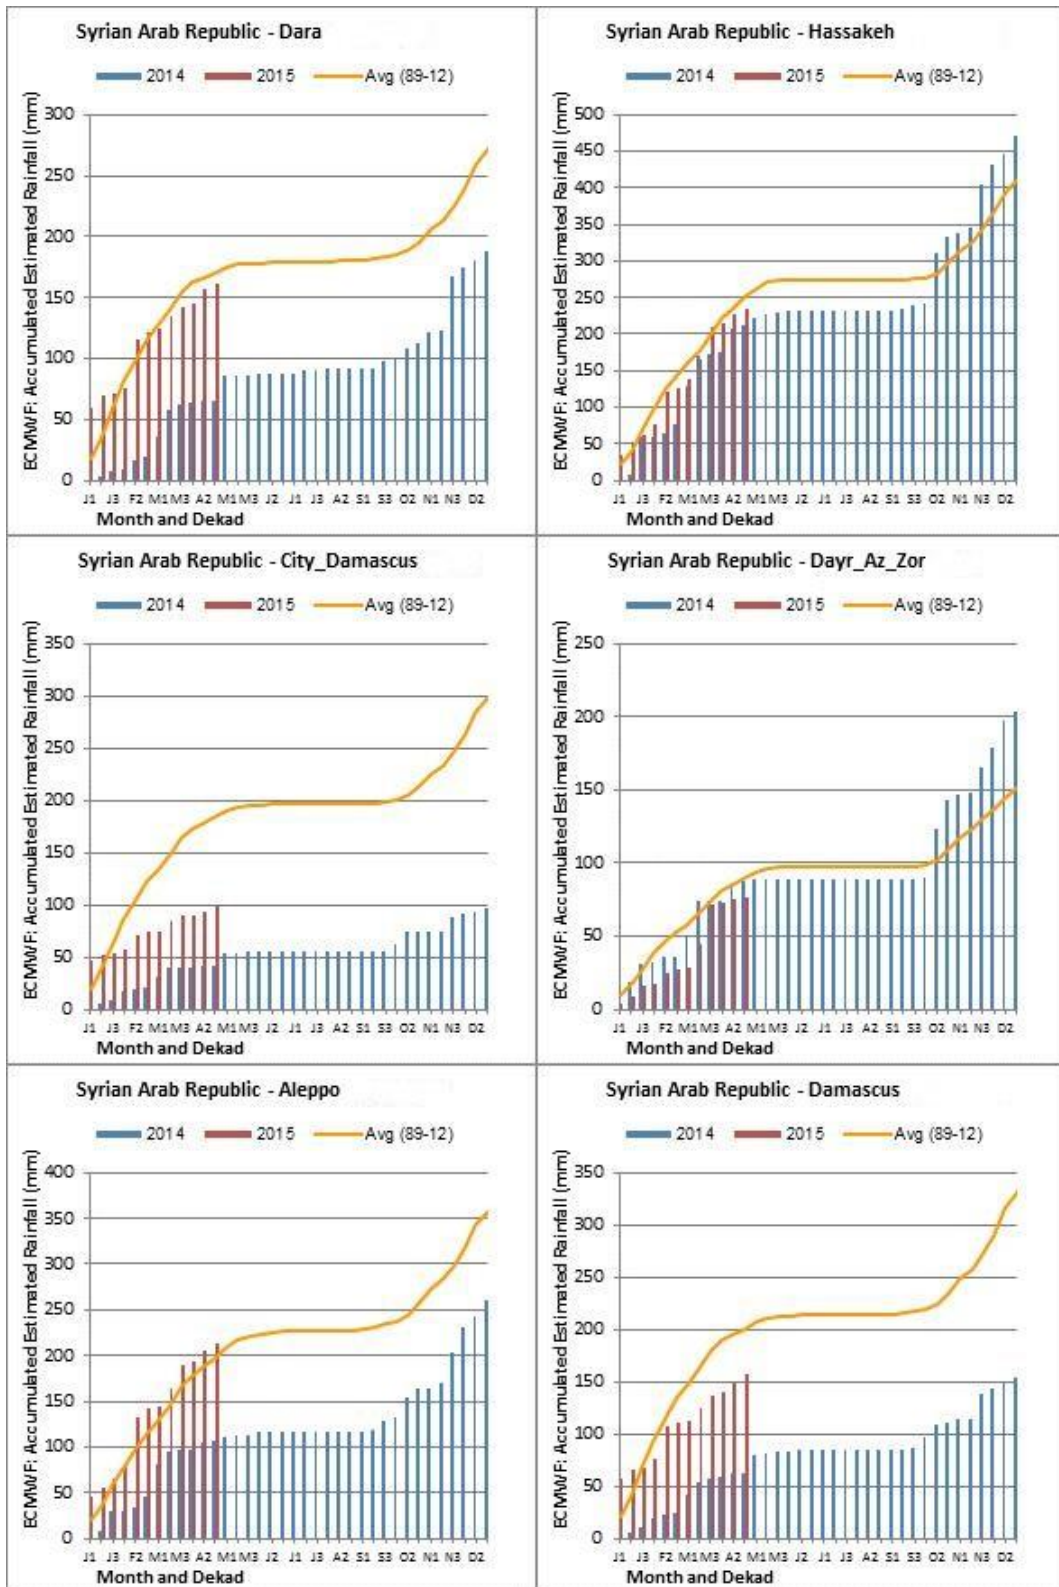 Syrian Arab Republic - Dara
2014 2015 Avg (89-12)
ECMWF: Accumulated Estimated Rainfall (mm)
300
250
200
150
100
50
0
J1 J3 F2 M1 M3 A2 M1 M3 J2 J1 J3 A2 S1 S3 O2 N1 N3 D2
Month and Dekad
Syrian Arab Republic - Hassakeh
2014 2015 Avg (89-12)
ECMWF: Accumulated Estimated Rainfall (mm)
500
450
400
350
300
250
200
150
100
50
0
J1 J3 F2 M1 M3 A2 M1 M3 J2 J1 J3 A2 S1 S3 O2 N1 N3 D2
Month and Dekad
Syrian Arab Republic - City_Damascus
2014 2015 Avg (89-12)
ECMWF: Accumulated Estimated Rainfall (mm)
350
300
250
200
150
100
50
0
J1 J3 F2 M1 M3 A2 M1 M3 J2 J1 J3 A2 S1 S3 O2 N1 N3 D2
Month and Dekad
Syrian Arab Republic - Dayr_Az_Zor
2014 2015 Avg (89-12)
ECMWF: Accumulated Estimated Rainfall (mm)
250
200
150
100
50
0
J1 J3 F2 M1 M3 A2 M1 M3 J2 J1 J3 A2 S1 S3 O2 N1 N3 D2
Month and Dekad
Syrian Arab Republic - Aleppo
2014 2015 Avg (89-12)
ECMWF: Accumulated Estimated Rainfall (mm)
400
350
300
250
200
150
100
50
0
J1 J3 F2 M1 M3 A2 M1 M3 J2 J1 J3 A2 S1 S3 O2 N1 N3 D2
Month and Dekad
Syrian Arab Republic - Damascus
2014 2015 Avg (89-12)
ECMWF: Accumulated Estimated Rainfall (mm)
350
300
250
200
150
100
50
0
J1 J3 F2 M1 M3 A2 M1 M3 J2 J1 J3 A2 S1 S3 O2 N1 N3 D2
Month and Dekad